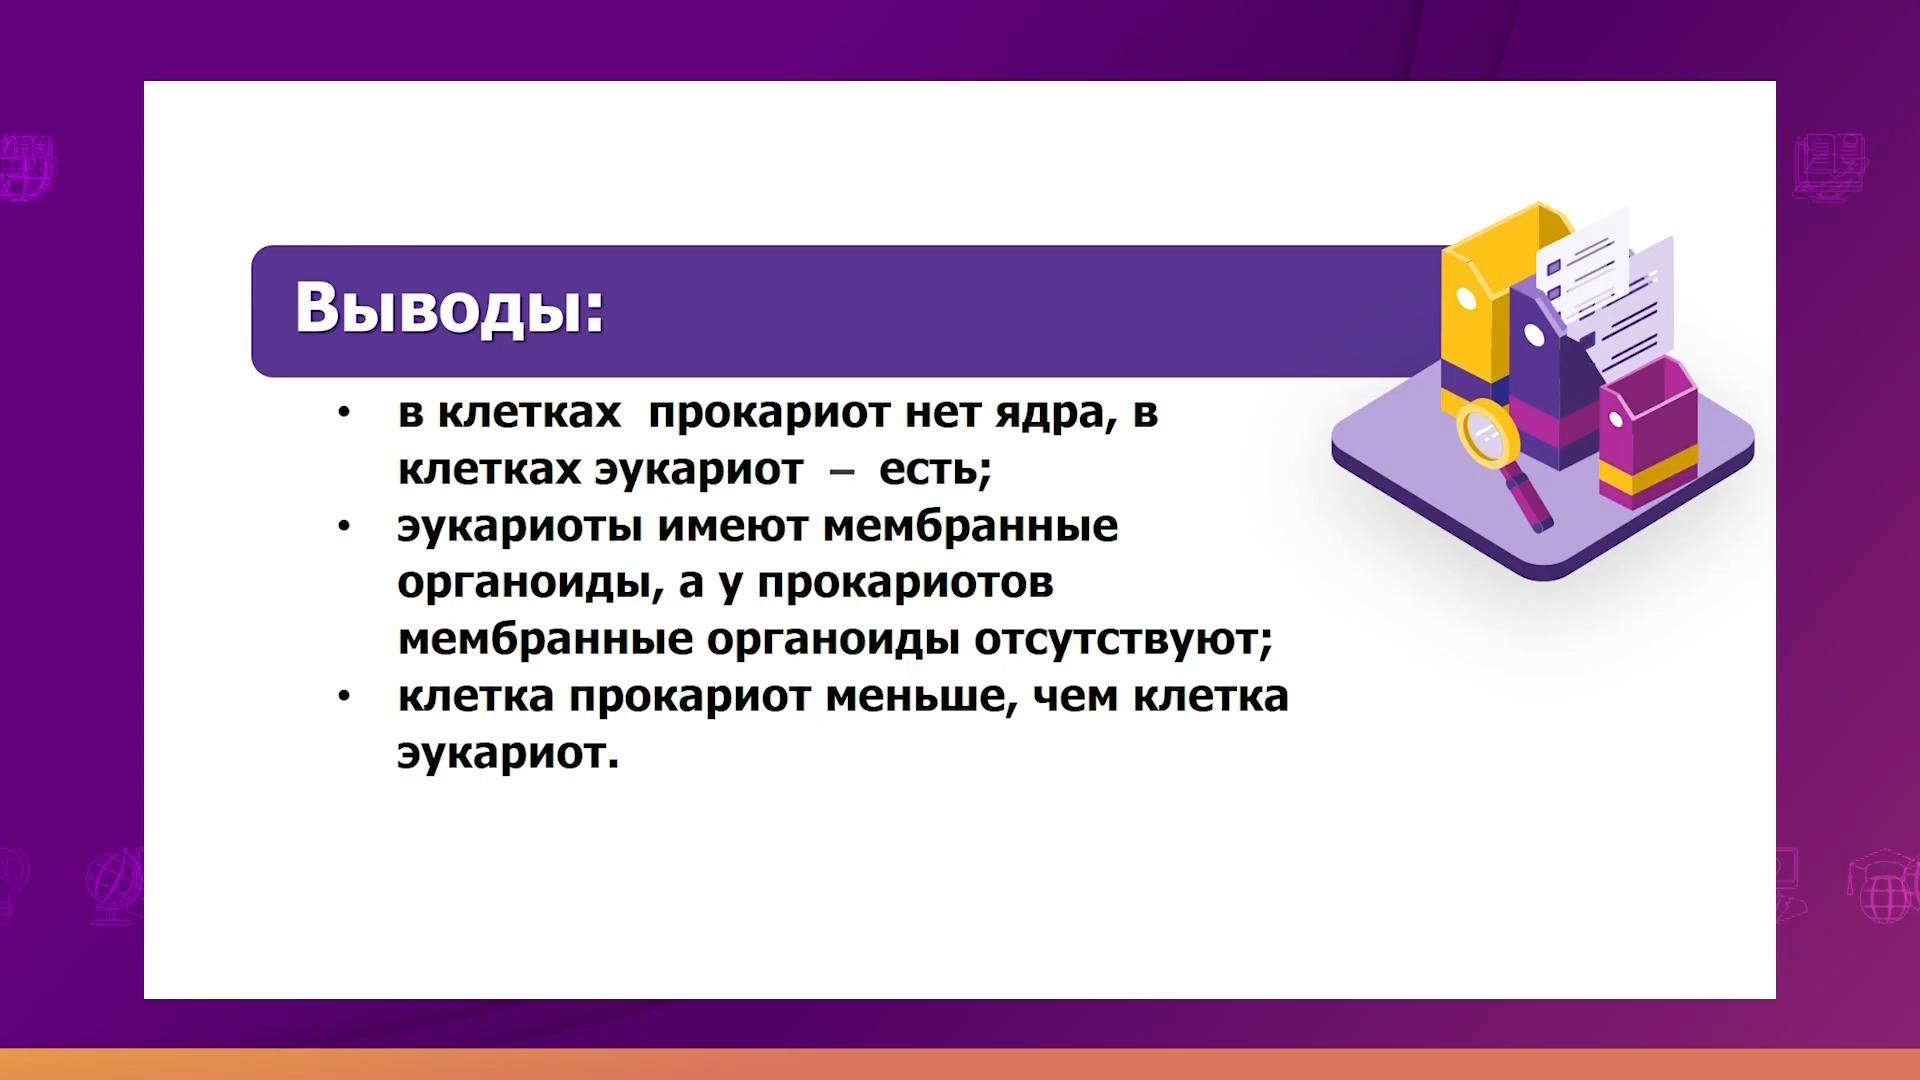 Выводы:
• в клетках прокариот нет ядра, в
клетках эукариот – есть;
• эукариоты имеют мембранные
органоиды, а у прокариотов
мембранные органоиды отсутствуют;
• клетка прокариот меньше, чем клетка
эукариот.